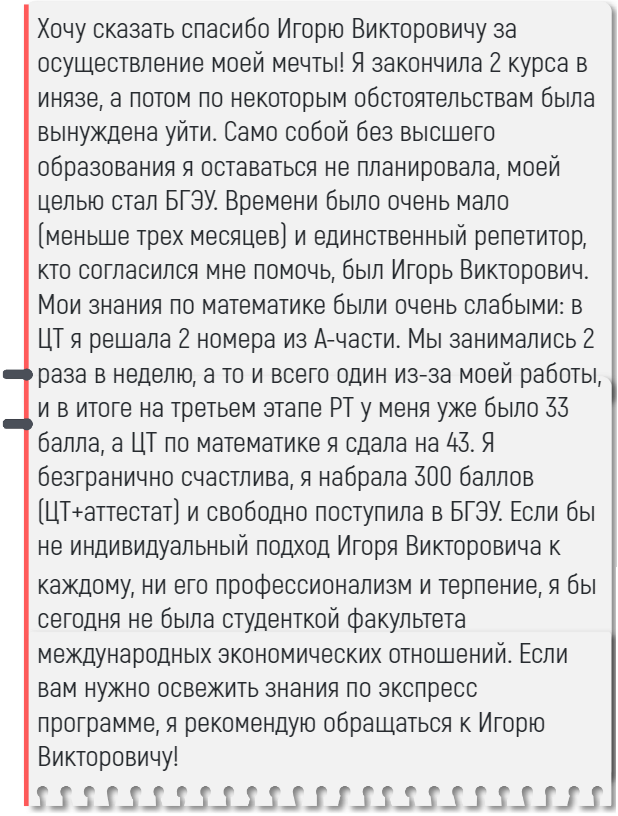 Хочу сказать спасибо Игорю Викторовичу за
осуществление моей мечты! Я закончила 2 курса в
инязе, а потом по некоторым обстоятельствам была
вынуждена уйти. Само собой без высшего
образования я оставаться не планировала, моей
целью стал БГЭУ. Времени было очень мало
(меньше трех месяцев) и единственный репетитор,
кто согласился мне помочь, был Игорь Викторович.
Мои знания по математике были очень слабыми: в
ЦТ я решала 2 номера из А-части. Мы занимались 2
раза в неделю, а то и всего один из-за моей работы,
и в итоге на третьем этапе РТ у меня уже было 33
балла, а ЦТ по математике я сдала на 43. Я
безгранично счастлива, я набрала 300 баллов
(ЦТ+аттестат) и свободно поступила в БГЭУ. Если бы
не индивидуальный подход Игоря Викторовича к
каждому, ни его профессионализм и терпение, я бы
сегодня не была студенткой факультета
международных экономических отношений. Если
вам нужно освежить знания по экспресс
программе, я рекомендую обращаться к Игорю
Викторовичу!